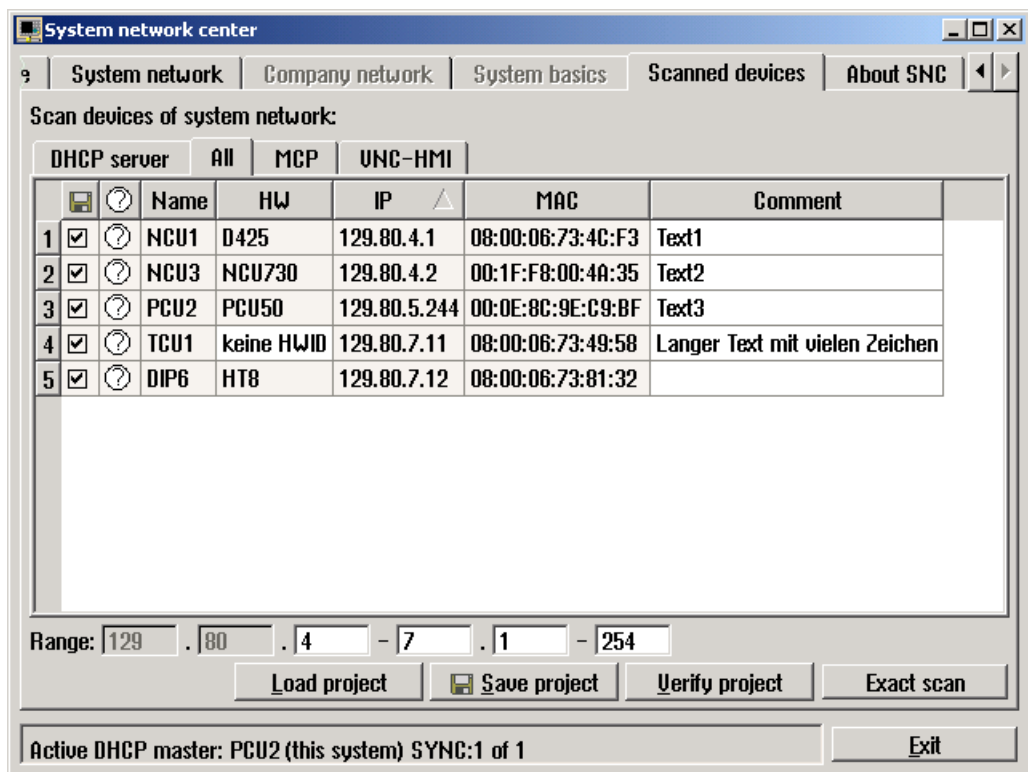 System network center
System network Company network System basics Scanned devices About SNC
Scan devices of system network:
DHCP server All MCP VNC-HMI
Name HW IP MAC Comment
1 NCU1 D425 129.80.4.1 08:00:06:73:4C:F3 Text1
2 NCU3 NCU730 129.80.4.2 00:1F:F8:00:4A:35 Text2
3 PCU2 PCU50 129.80.5.244 00:0E:8C:9E:C9:BF Text3
4 TCU1 keine HWID 129.80.7.11 08:00:06:73:49:58 Langer Text mit vielen Zeichen
5 DIP6 HT8 129.80.7.12 08:00:06:73:81:32
Range: 129 . 80 . 4 - 7 . 1 - 254
Load project Save project Verify project Exact scan
Active DHCP master: PCU2 (this system) SYNC:1 of 1 Exit